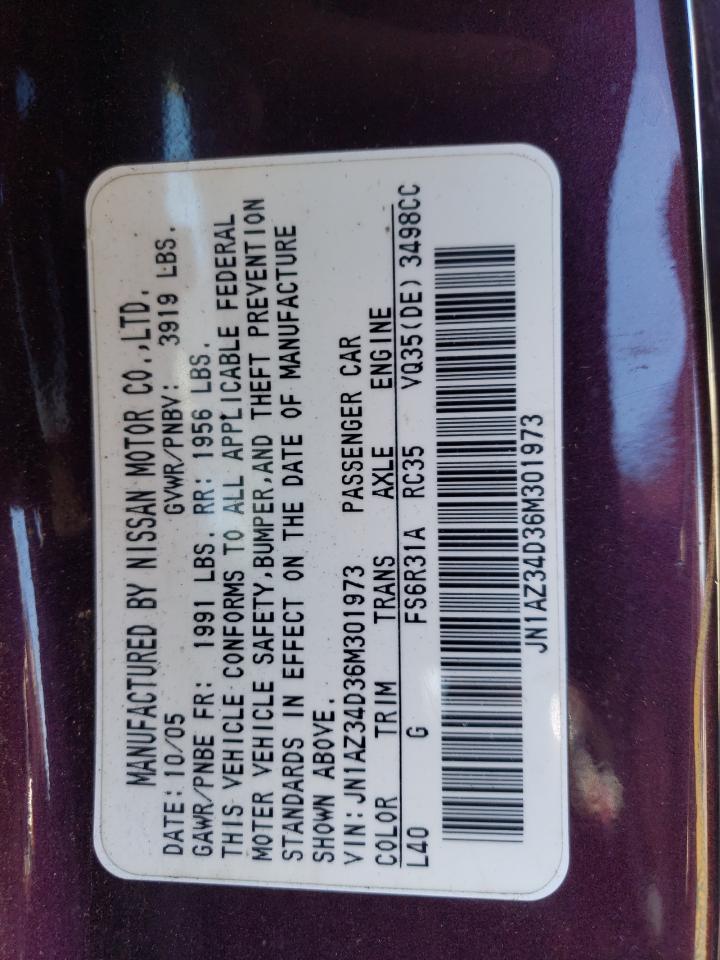 MANUFACTURED BY NISSAN MOTOR CO.,LTD.
DATE: 10/05 GVWR/PNBV: 3919 LBS.
GAWR/PNBE FR: 1991 LBS. RR: 1956 LBS.
THIS VEHICLE CONFORMS TO ALL APPLICABLE FEDERAL
MOTER VEHICLE SAFETY,BUMPER,AND THEFT PREVENTION
STANDARDS IN EFFECT ON THE DATE OF MANUFACTURE
SHOWN ABOVE.
VIN: JN1AZ34D36M301973 PASSENGER CAR
COLOR TRIM TRANS AXLE ENGINE
L40 G FS6R31A RC35 VQ35(DE) 3498CC
JN1AZ34D36M301973